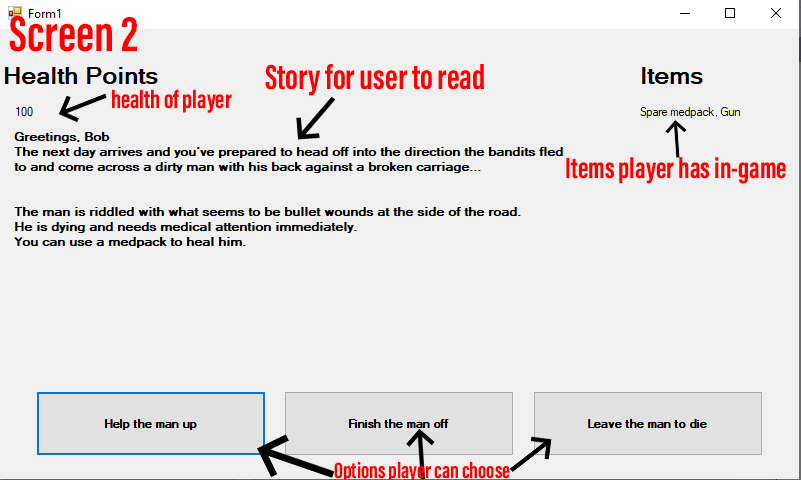 Form1
Screen 2
Health Points
Story for user to read
Items
100
health of player
Spare medpack, Gun
Greetings, Bob
The next day arrives and you've prepared to head off into the direction the bandits fled
to and come across a dirty man with his back against a broken carriage...
Items player has in-game
The man is riddled with what seems to be bullet wounds at the side of the road.
He is dying and needs medical attention immediately.
You can use a medpack to heal him.
Help the man up
Finish the man off
Leave the man to die
Options player can choose